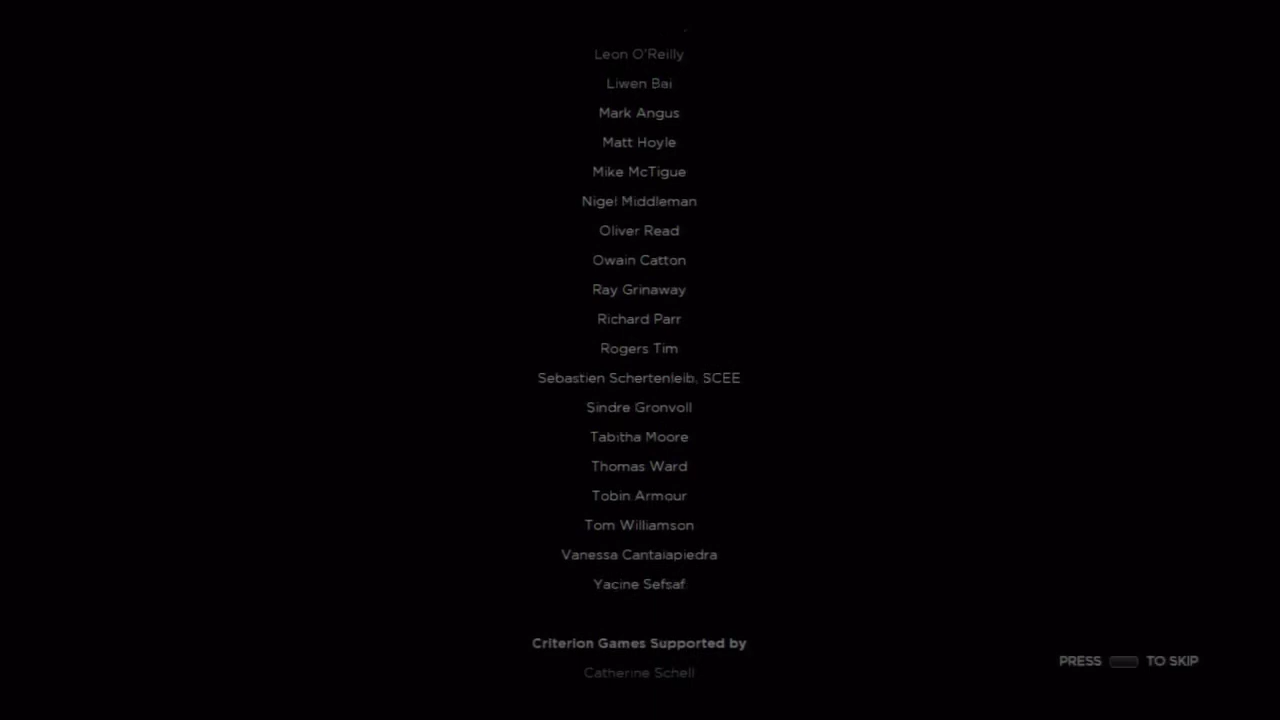 Leon O'Reilly
Liwen Bai
Mark Angus
Matt Hoyle
Mike McTigue
Nigel Middleman
Oliver Read
Owain Catton
Ray Grinaway
Richard Parr
Rogers Tim
Sebastien Schertenleib, SCEE
Sindre Gronvoll
Tabitha Moore
Thomas Ward
Tobin Armour
Tom Williamson
Vanessa Cantaiapiedra
Yacine Sefsaf
Criterion Games Supported by
Catherine Schell
PRESS TO SKIP